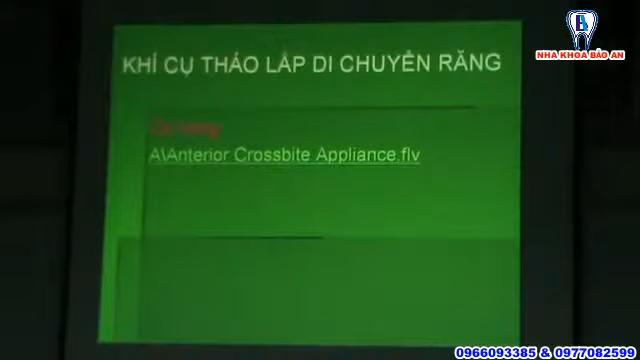 KHÍ CỤ THÁO LẮP DI CHUYỂN RĂNG
A\Anterior Crossbite Appliance.flv
NHA KHOA BẢO AN
0966093385 & 0977082599